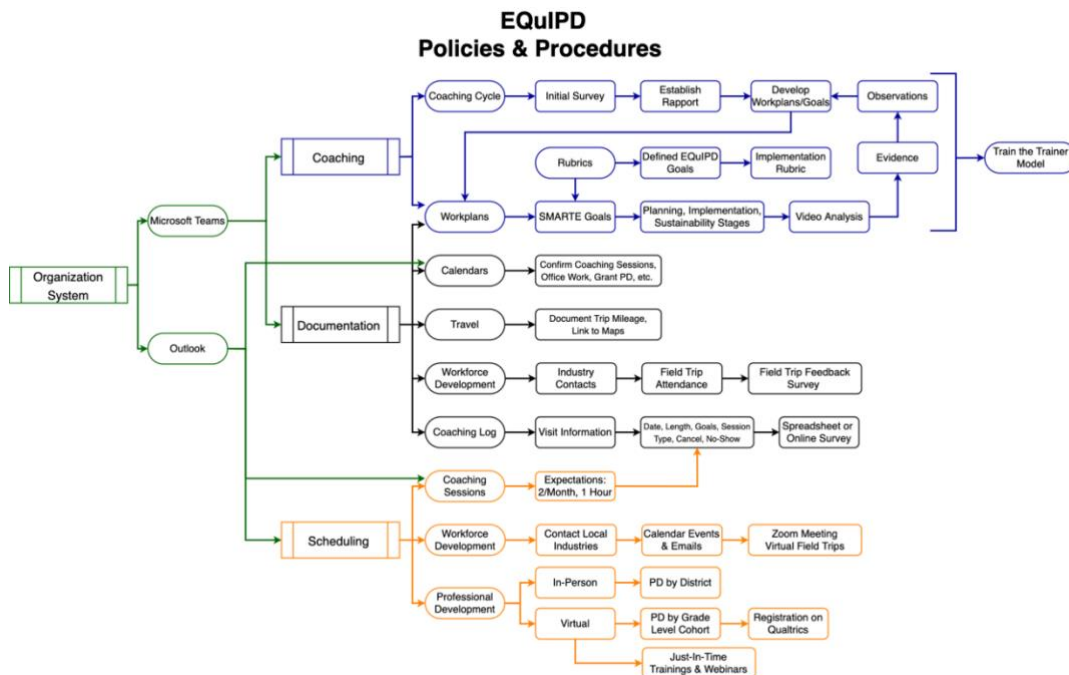 EQuIPD
Policies & Procedures
Coaching Cycle
Initial Survey
Establish
Rapport
Develop
Workplans/Goals
Observations
Coaching
Rubrics
Defined EQuIPD
Goals
Implementation
Rubric
Evidence
Train the Trainer
Model
Microsoft Teams
Workplans
SMARTE Goals
Planning, Implementation,
Sustainability Stages
Video Analysis
Organization
System
Calendars
Confirm Coaching Sessions,
Office Work, Grant PD, etc.
Documentation
Travel
Document Trip Mileage,
Link to Maps
Outlook
Workforce
Development
Industry
Contacts
Field Trip
Attendance
Field Trip Feedback
Survey
Coaching Log
Visit Information
Date, Length, Goals, Session
Type, Cancel, No-Show
Spreadsheet or
Online Survey
Coaching
Sessions
Expectations:
2/Month, 1 Hour
Scheduling
Workforce
Development
Contact Local
Industries
Calendar Events
& Emails
Zoom Meeting
Virtual Field Trips
Professional
Development
In-Person
PD by District
Virtual
PD by Grade
Level Cohort
Registration on
Qualtrics
Just-In-Time
Trainings & Webinars